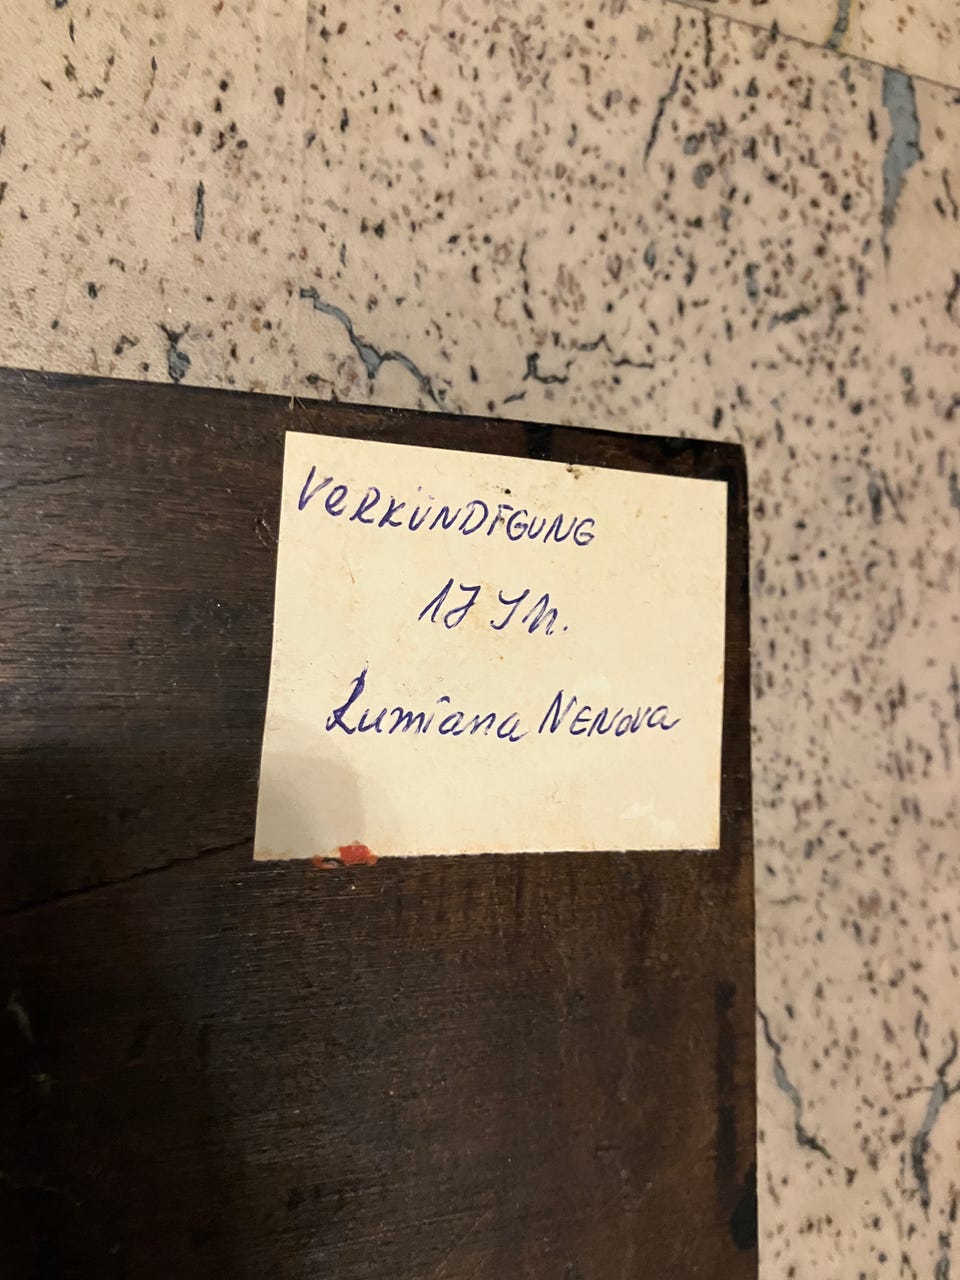 VERKÜNDIGUNG
17 Jh.
Lumiana NENOVA